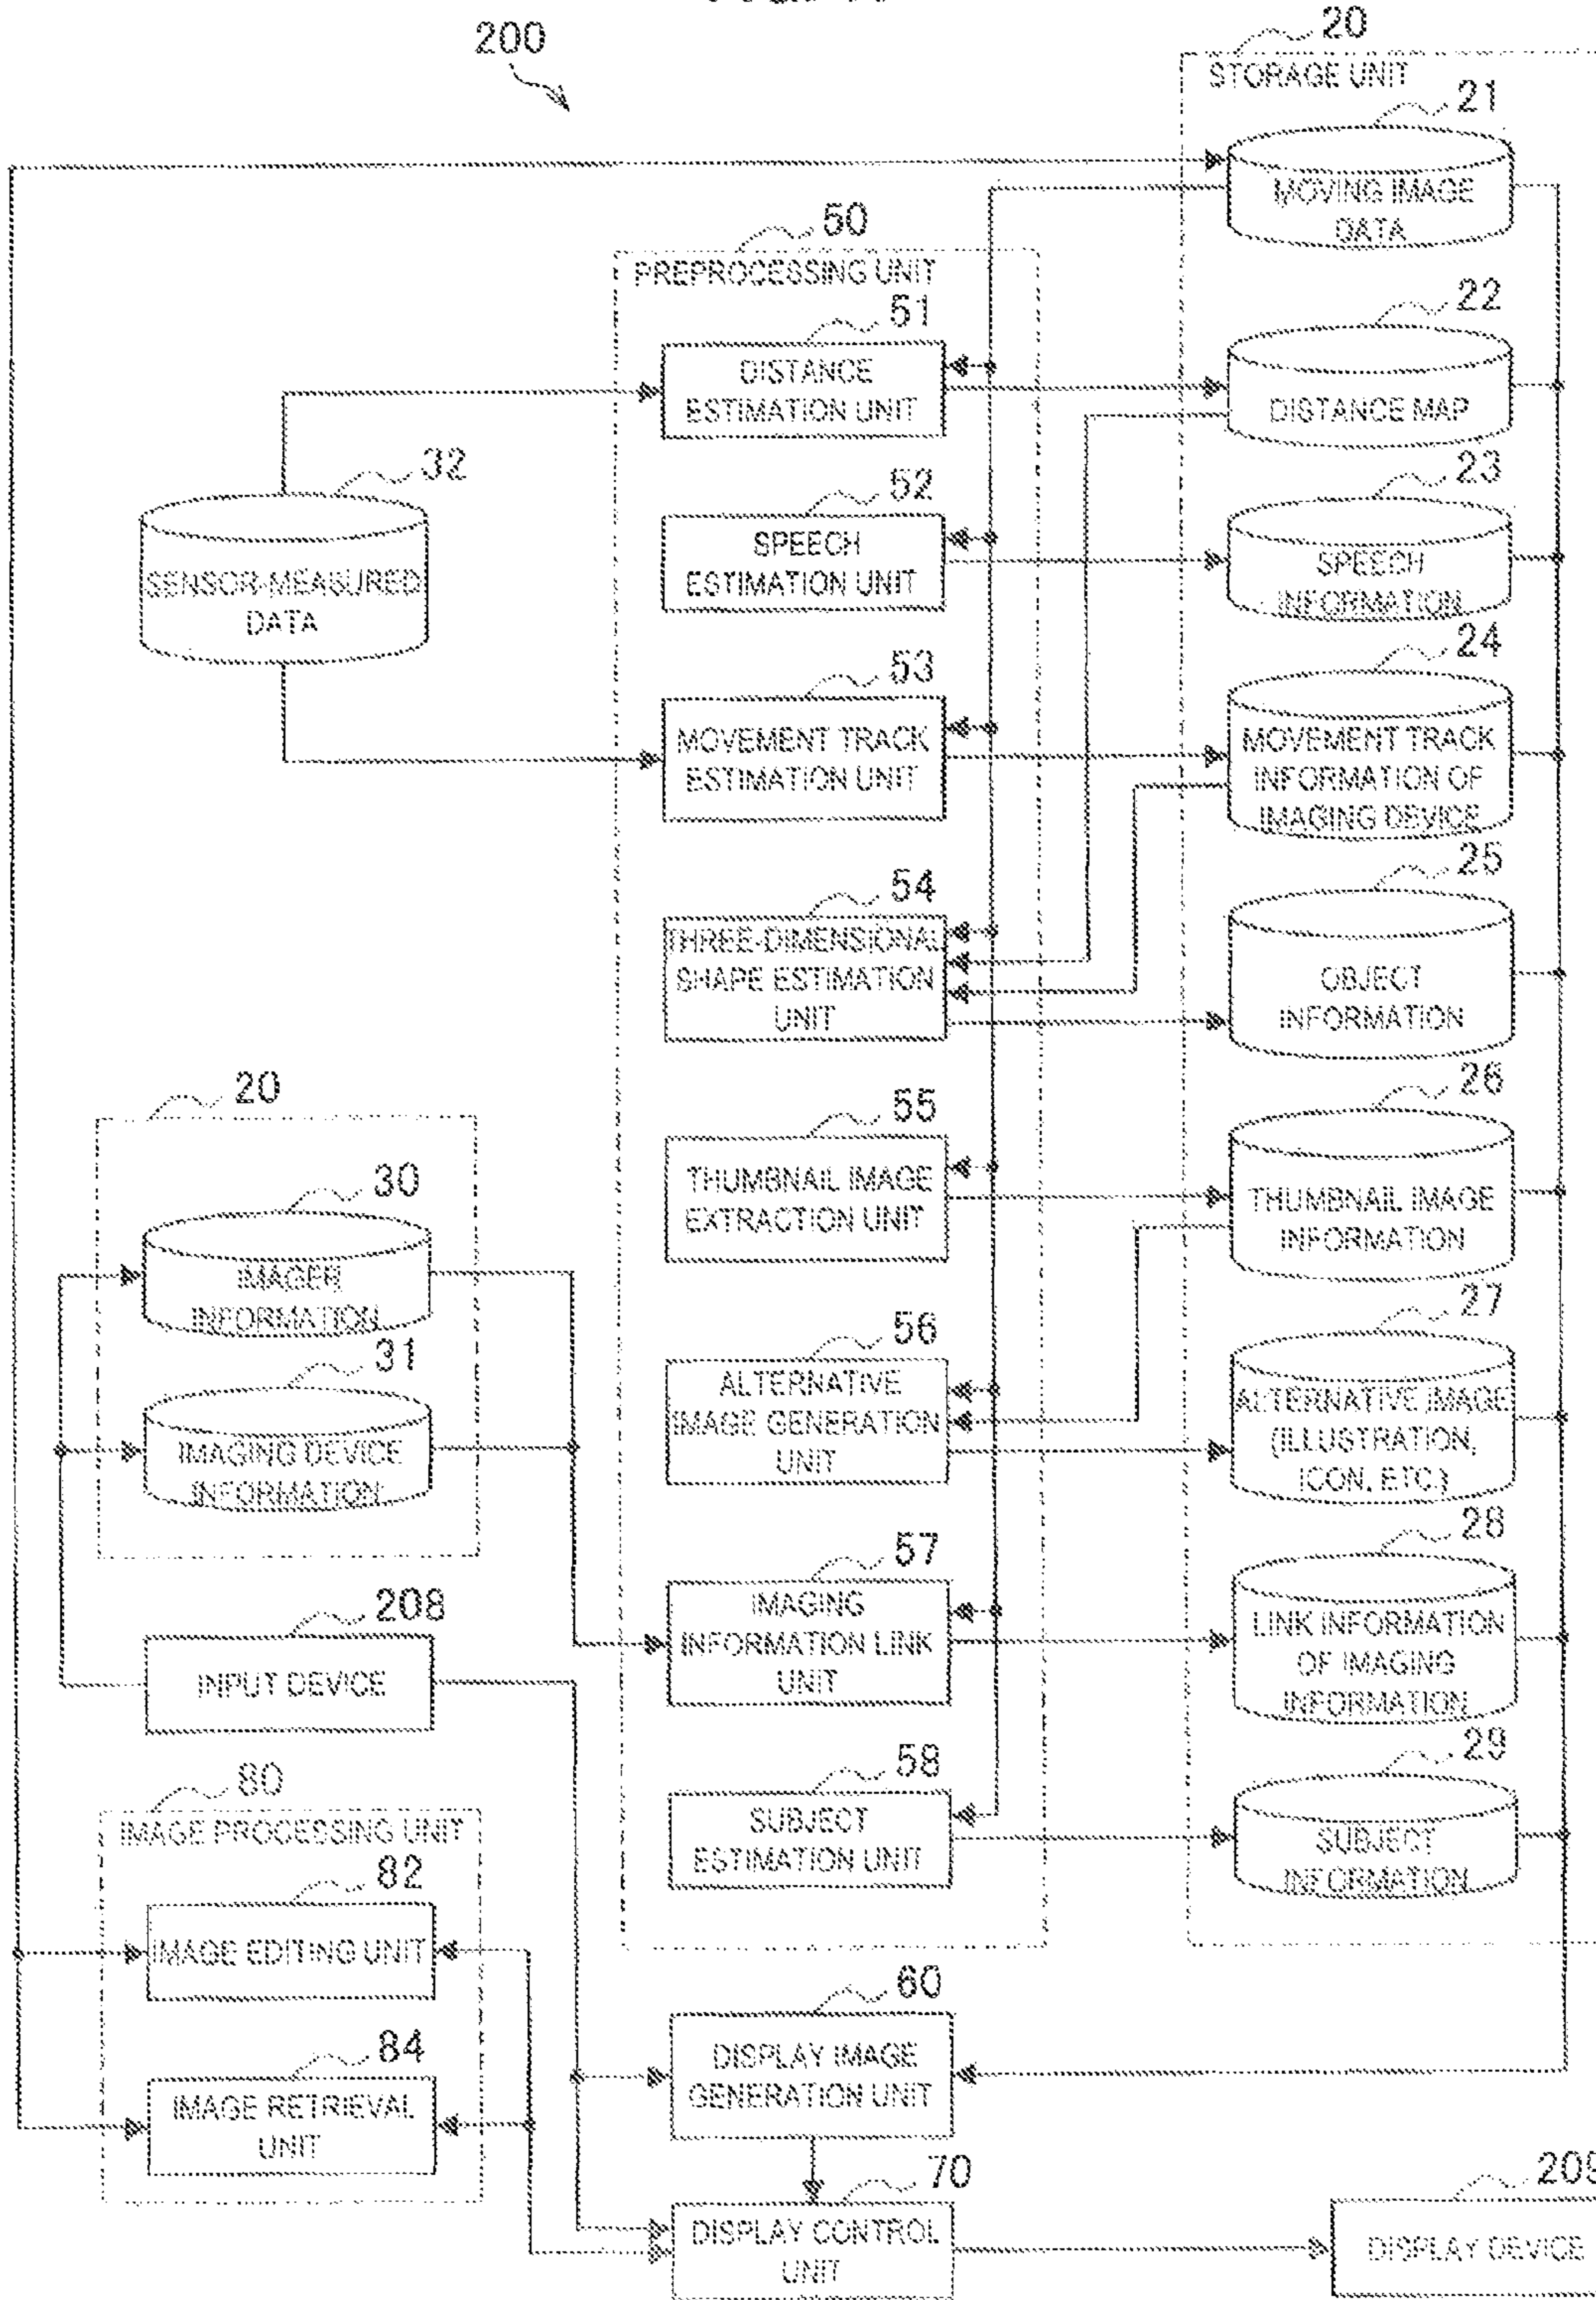 200
20
STORAGE UNIT
21
MOVING IMAGE
DATA
50
PREPROCESSING UNIT
51
DISTANCE
ESTIMATION UNIT
22
DISTANCE MAP
32
SENSOR-MEASURED
DATA
52
SPEECH
ESTIMATION UNIT
23
SPEECH
INFORMATION
53
MOVEMENT TRACK
ESTIMATION UNIT
24
MOVEMENT TRACK
INFORMATION OF
IMAGING DEVICE
54
THREE-DIMENSIONAL
SHAPE ESTIMATION
UNIT
25
OBJECT
INFORMATION
20
30
IMAGER
INFORMATION
31
IMAGING DEVICE
INFORMATION
55
THUMBNAIL IMAGE
EXTRACTION UNIT
26
THUMBNAIL IMAGE
INFORMATION
56
ALTERNATIVE
IMAGE GENERATION
UNIT
27
ALTERNATIVE IMAGE
(ILLUSTRATION,
ICON, ETC.)
208
INPUT DEVICE
57
IMAGING
INFORMATION LINK
UNIT
28
LINK INFORMATION
OF IMAGING
INFORMATION
58
SUBJECT
ESTIMATION UNIT
29
SUBJECT
INFORMATION
80
IMAGE PROCESSING UNIT
82
IMAGE EDITING UNIT
84
IMAGE RETRIEVAL
UNIT
60
DISPLAY IMAGE
GENERATION UNIT
70
DISPLAY CONTROL
UNIT
209
DISPLAY DEVICE